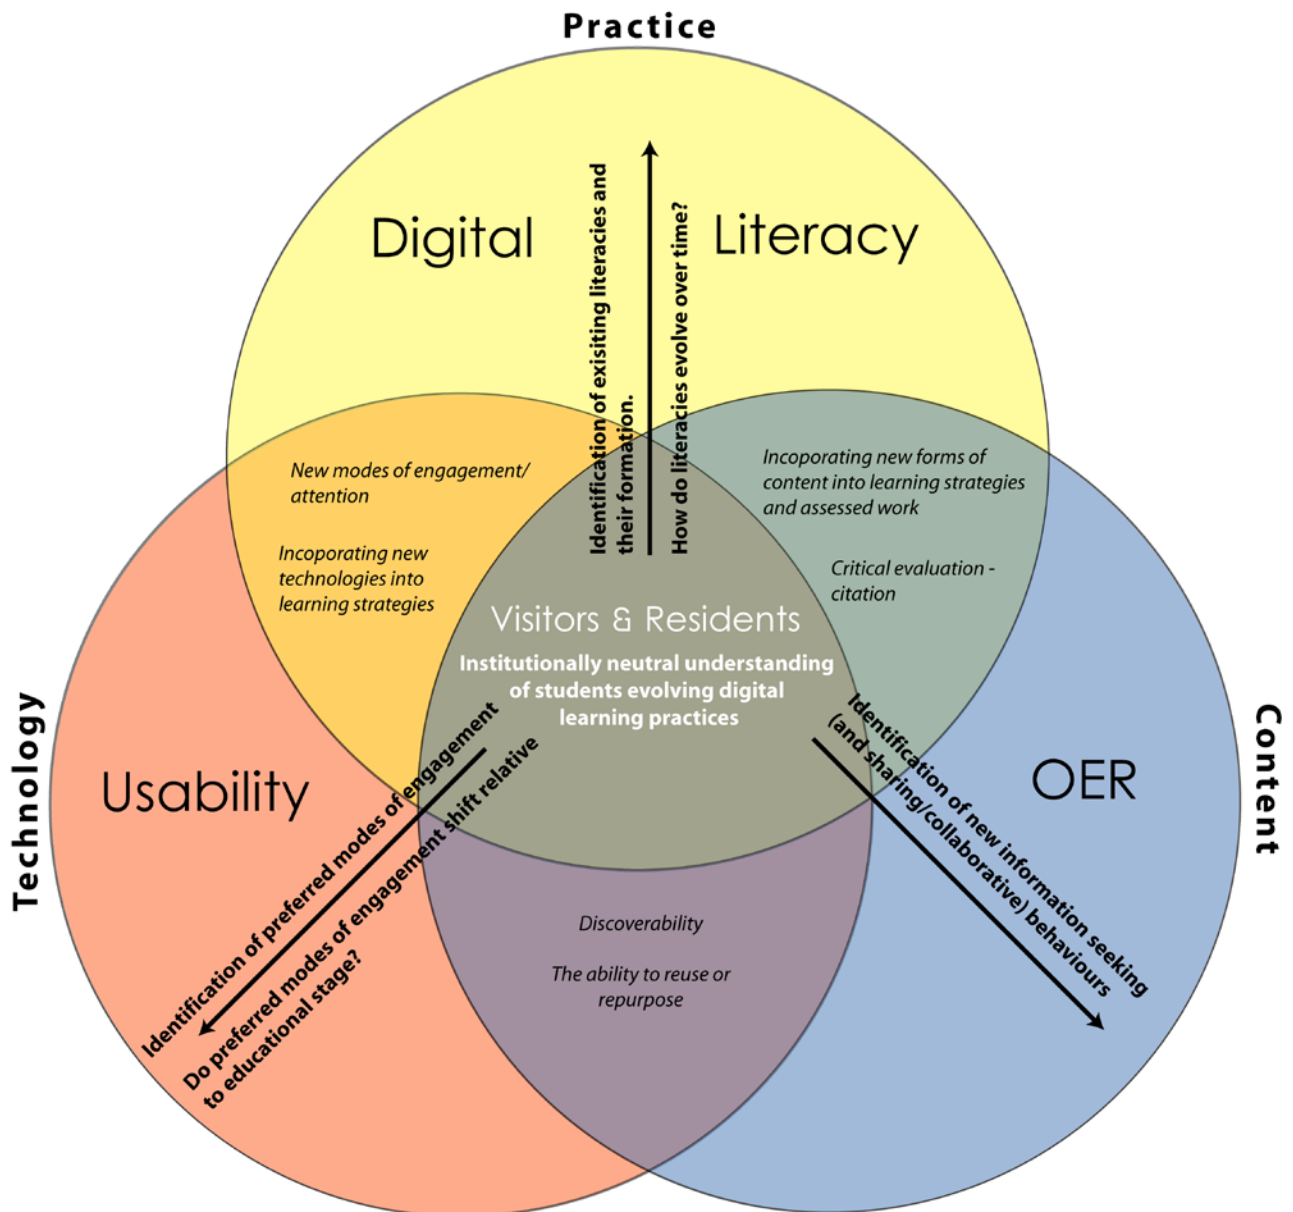 Practice
Digital
Literacy
Identification of exisiting literacies and
their formation.
How do literacies evolve over time?
New modes of engagement/
attention
Incoporating new
technologies into
learning strategies
Incoporating new forms of
content into learning strategies
and assessed work
Critical evaluation -
citation
Visitors & Residents
Institutionally neutral understanding
of students evolving digital
learning practices
Technology
Usability
Identification of preferred modes of engagement
Do preferred modes of engagement shift relative
to educational stage?
Content
OER
Identification of new information seeking
(and sharing/collaborative) behaviours
Discoverability
The ability to reuse or
repurpose